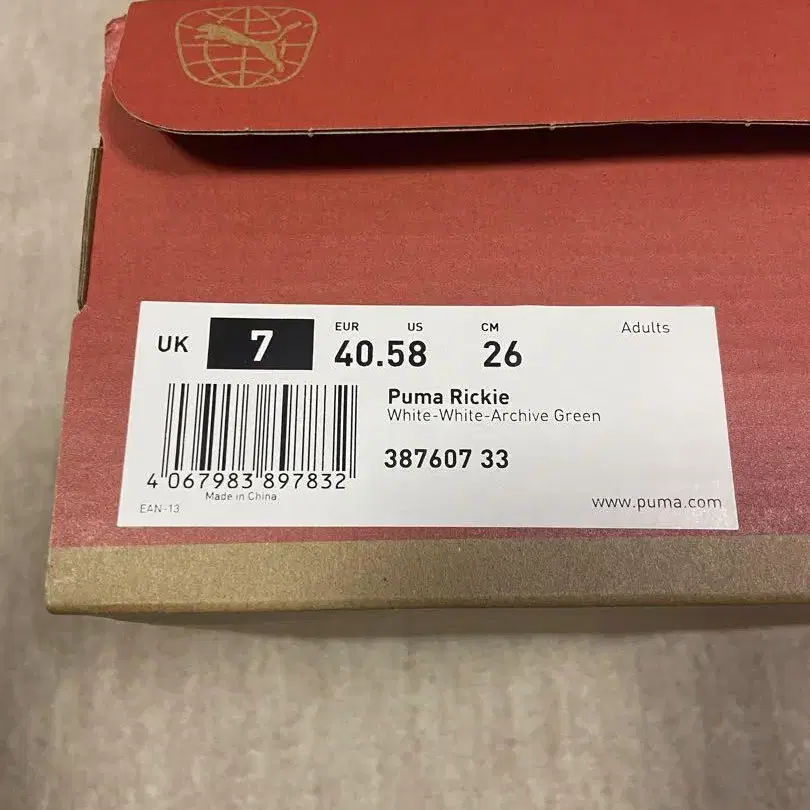 UK 7
EUR US CM
40.5 8 26
Adults
Puma Rickie
White-White-Archive Green
387607 33
4 067983 897832
Made in China
EAN-13
www.puma.com